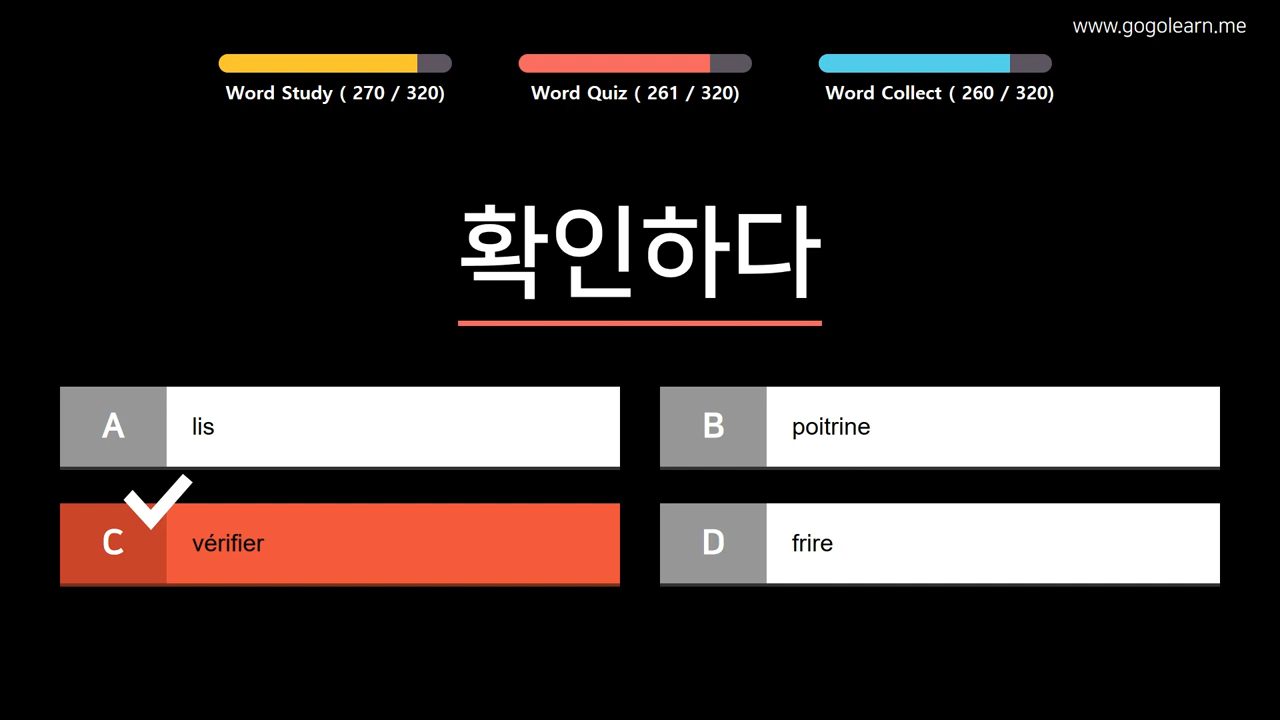 www.gogolearn.me
Word Study ( 270 / 320)
Word Quiz ( 261 / 320)
Word Collect ( 260 / 320)
확인하다
A lis
B poitrine
C vérifier
D frire